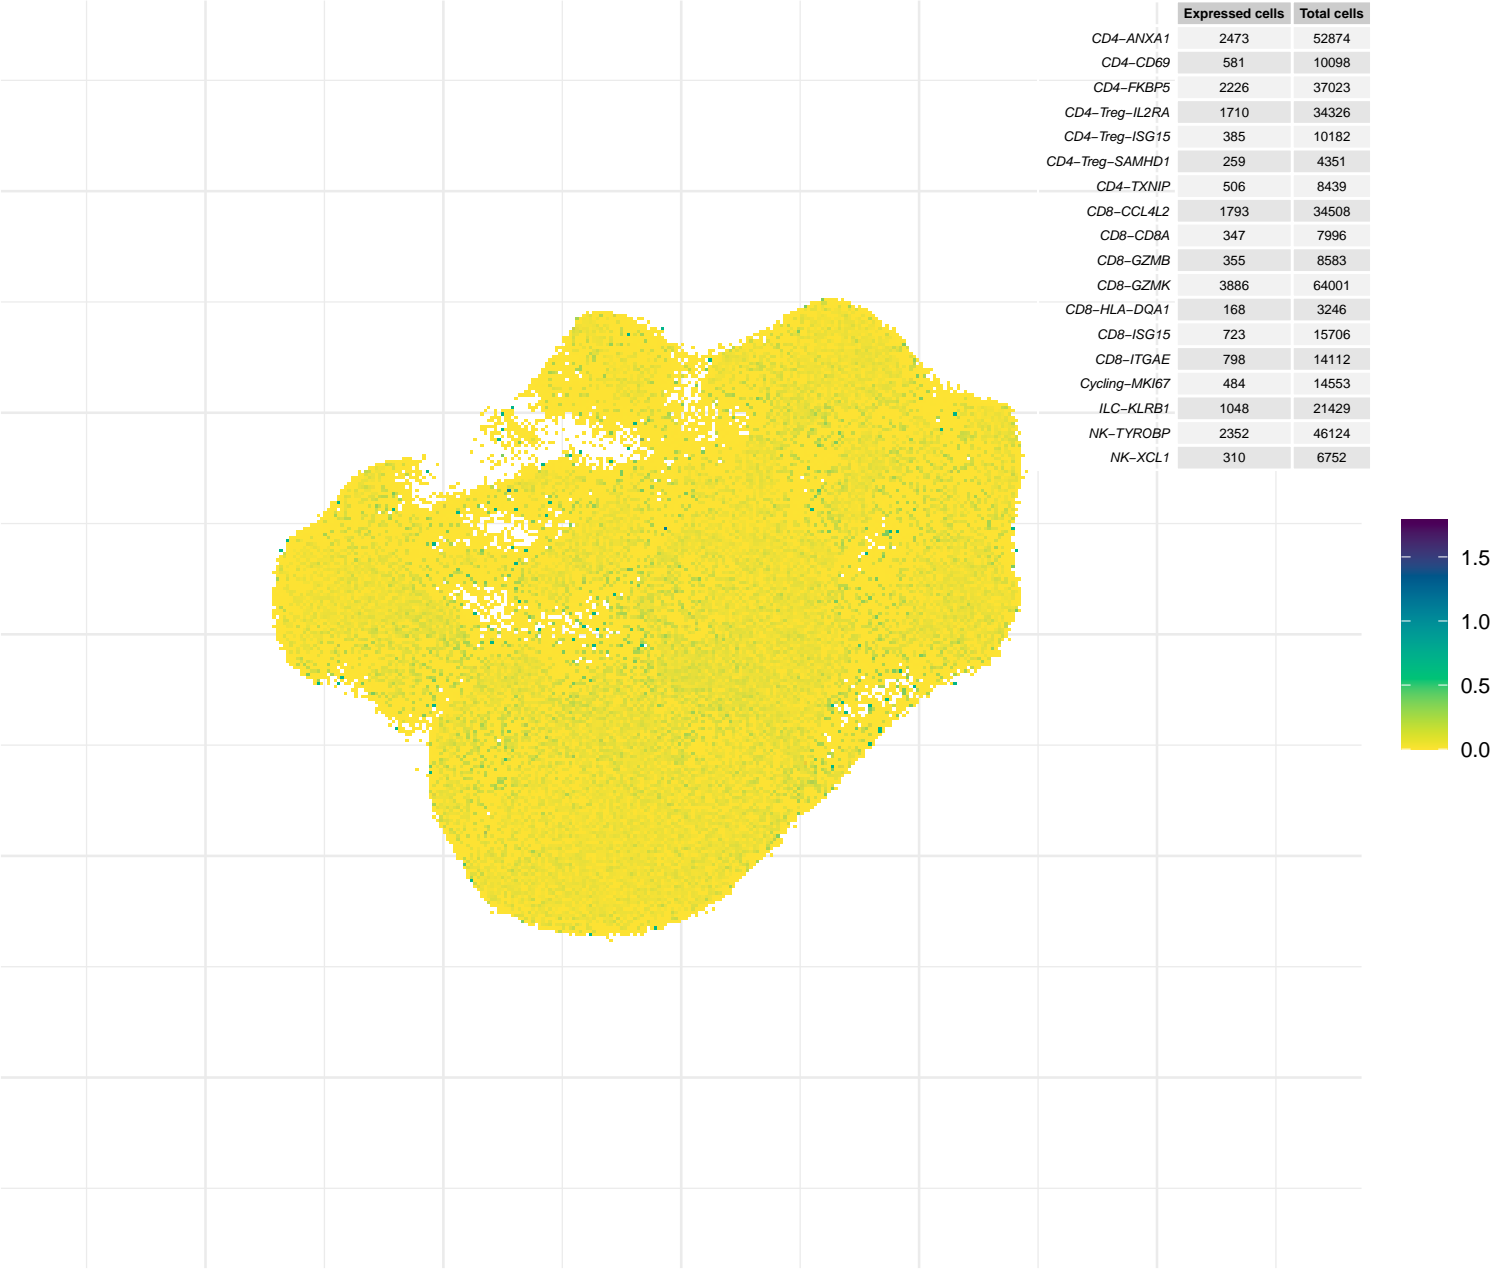 Expressed cells Total cells
CD4−ANXA1 2473 52874
CD4−CD69 581 10098
CD4−FKBP5 2226 37023
CD4−Treg−IL2RA 1710 34326
CD4−Treg−ISG15 385 10182
CD4−Treg−SAMHD1 259 4351
CD4−TXNIP 506 8439
CD8−CCL4L2 1793 34508
CD8−CD8A 347 7996
CD8−GZMB 355 8583
CD8−GZMK 3886 64001
CD8−HLA−DQA1 168 3246
CD8−ISG15 723 15706
CD8−ITGAE 798 14112
Cycling−MKI67 484 14553
ILC−KLRB1 1048 21429
NK−TYROBP 2352 46124
NK−XCL1 310 6752
1.5
1.0
0.5
0.0